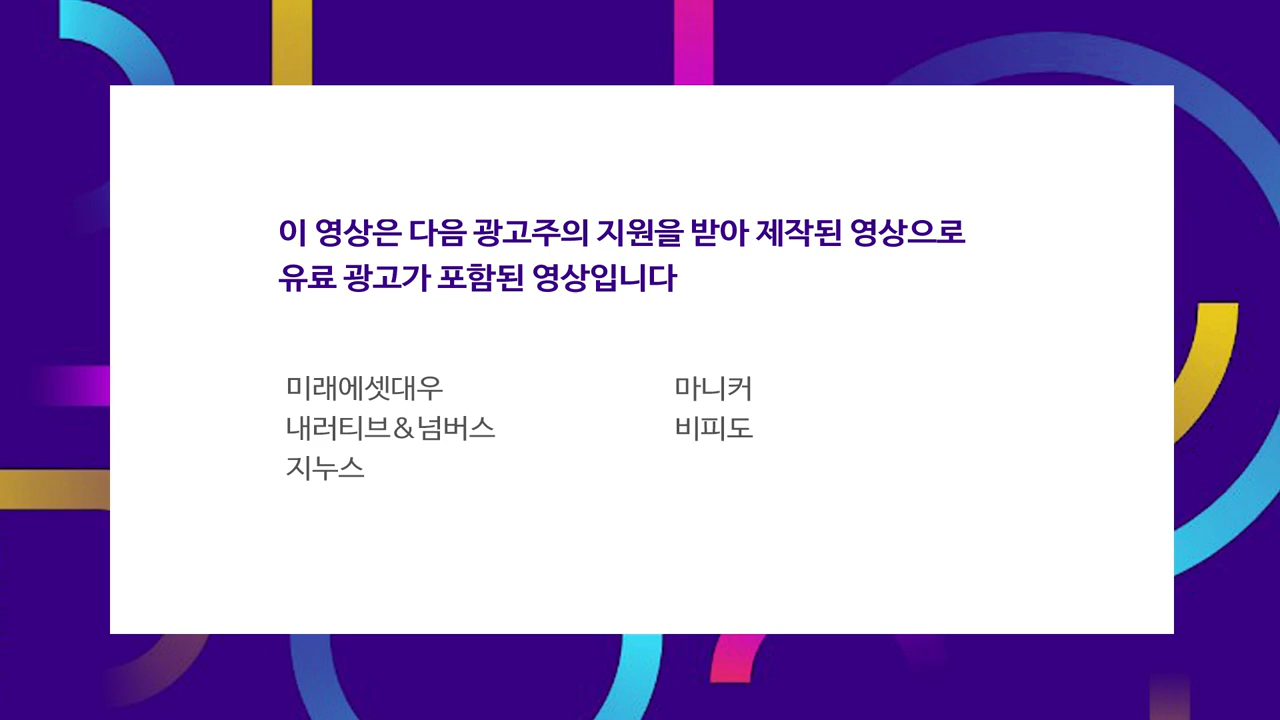 이 영상은 다음 광고주의 지원을 받아 제작된 영상으로
유료 광고가 포함된 영상입니다
미래에셋대우
내러티브&넘버스
지누스
마니커
비피도